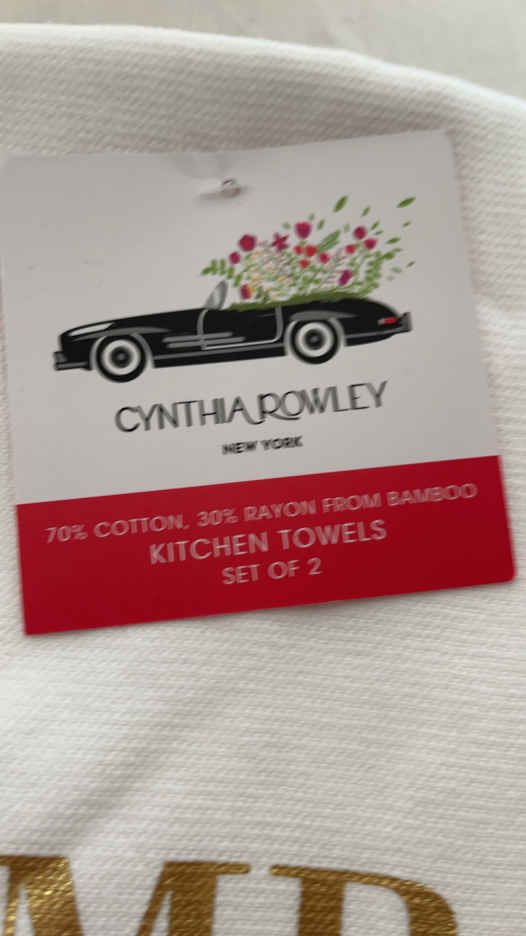 CYNTHIA ROWLEY
NEW YORK
70% COTTON, 30% RAYON FROM BAMBOO
KITCHEN TOWELS
SET OF 2